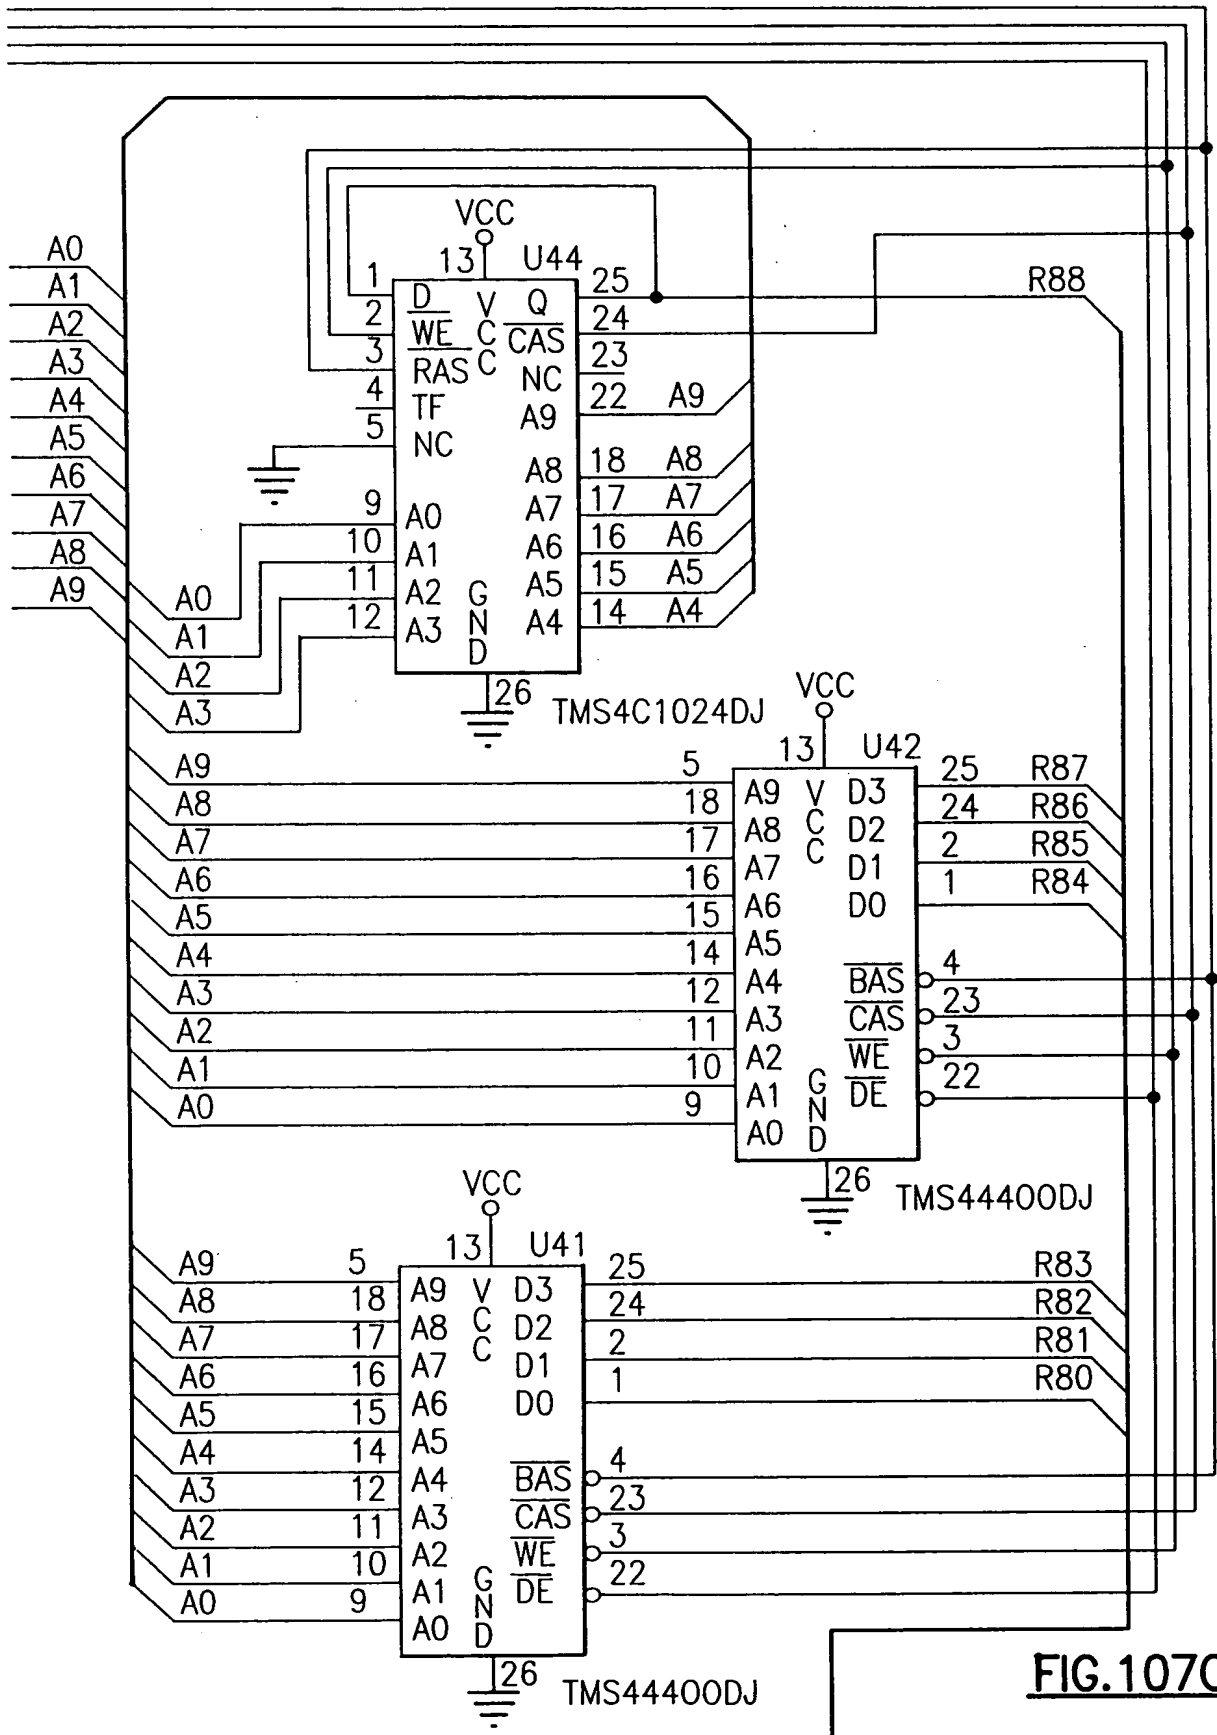 VCC
13 U44
A0
A1
A2
A3
A4
A5
A6
A7
A8
A9
1 D
2 WE
3 RAS
4 TF
5 NC
9 A0
10 A1
11 A2
12 A3
VCC
GND
Q 25 R88
CAS 24
NC 23
A9 22 A9
A8 18 A8
A7 17 A7
A6 16 A6
A5 15 A5
A4 14 A4
A0
A1
A2
A3
26
TMS4C1024DJ
VCC
13 U42
A9 5 A9
A8 18 A8
A7 17 A7
A6 16 A6
A5 15 A5
A4 14 A4
A3 12 A3
A2 11 A2
A1 10 A1
A0 9 A0
VCC
GND
D3 25 R87
D2 24 R86
D1 2 R85
D0 1 R84
BAS 4
CAS 23
WE 3
DE 22
26
TMS44400DJ
VCC
13 U41
A9 5 A9
A8 18 A8
A7 17 A7
A6 16 A6
A5 15 A5
A4 14 A4
A3 12 A3
A2 11 A2
A1 10 A1
A0 9 A0
VCC
GND
D3 25 R83
D2 24 R82
D1 2 R81
D0 1 R80
BAS 4
CAS 23
WE 3
DE 22
26
TMS44400DJ
FIG.107C